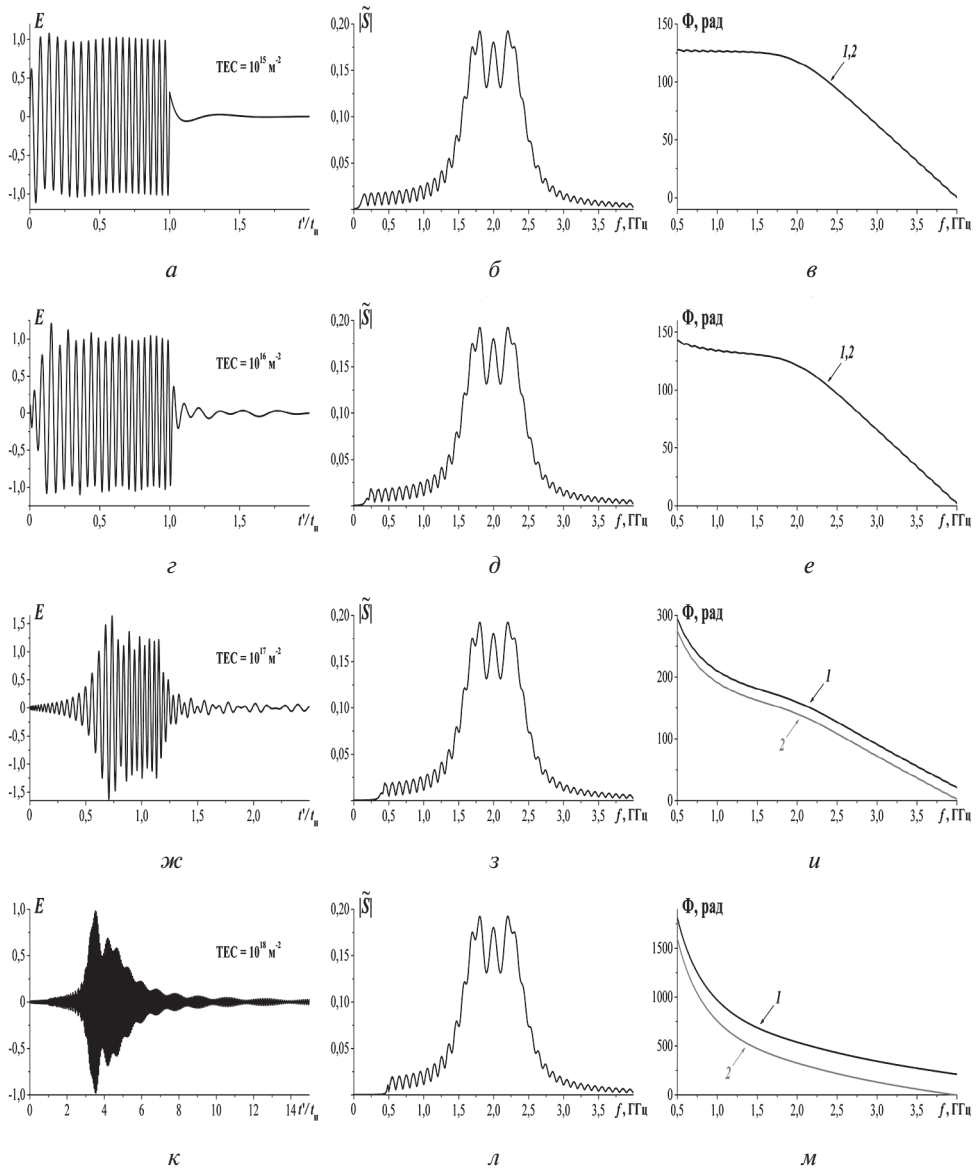 E
TEC = 10¹⁵ м⁻²
1,0
0,5
0
-0,5
-1,0
0 0,5 1,0 1,5 t'/tи
а
|S̃|
0,20
0,15
0,10
0,05
0 0,5 1,0 1,5 2,0 2,5 3,0 3,5 f, ГГц
б
Ф, рад
150
100
50
0
1,2
0,5 1,0 1,5 2,0 2,5 3,0 3,5 f, ГГц
в
E
TEC = 10¹⁶ м⁻²
1,0
0,5
0
-0,5
-1,0
0 0,5 1,0 1,5 t'/tи
г
|S̃|
0,20
0,15
0,10
0,05
0 0,5 1,0 1,5 2,0 2,5 3,0 3,5 f, ГГц
д
Ф, рад
150
100
50
0
1,2
0,5 1,0 1,5 2,0 2,5 3,0 3,5 f, ГГц
е
E
TEC = 10¹⁷ м⁻²
1,5
1,0
0,5
0
-0,5
-1,0
-1,5
0 0,5 1,0 1,5 2,0 t'/tи
ж
|S̃|
0,20
0,15
0,10
0,05
0 0,5 1,0 1,5 2,0 2,5 3,0 3,5 f, ГГц
з
Ф, рад
300
200
150
100
0
1
2
0,5 1,0 1,5 2,0 2,5 3,0 3,5 f, ГГц
и
E
TEC = 10¹⁸ м⁻²
1,0
0,5
0
-0,5
-1,0
0 2 4 6 8 10 12 14 t'/tи
к
|S̃|
0,20
0,15
0,10
0,05
0 0,5 1,0 1,5 2,0 2,5 3,0 3,5 f, ГГц
л
Ф, рад
1500
1000
500
0
1
2
0,5 1,0 1,5 2,0 2,5 3,0 3,5 f, ГГц
м